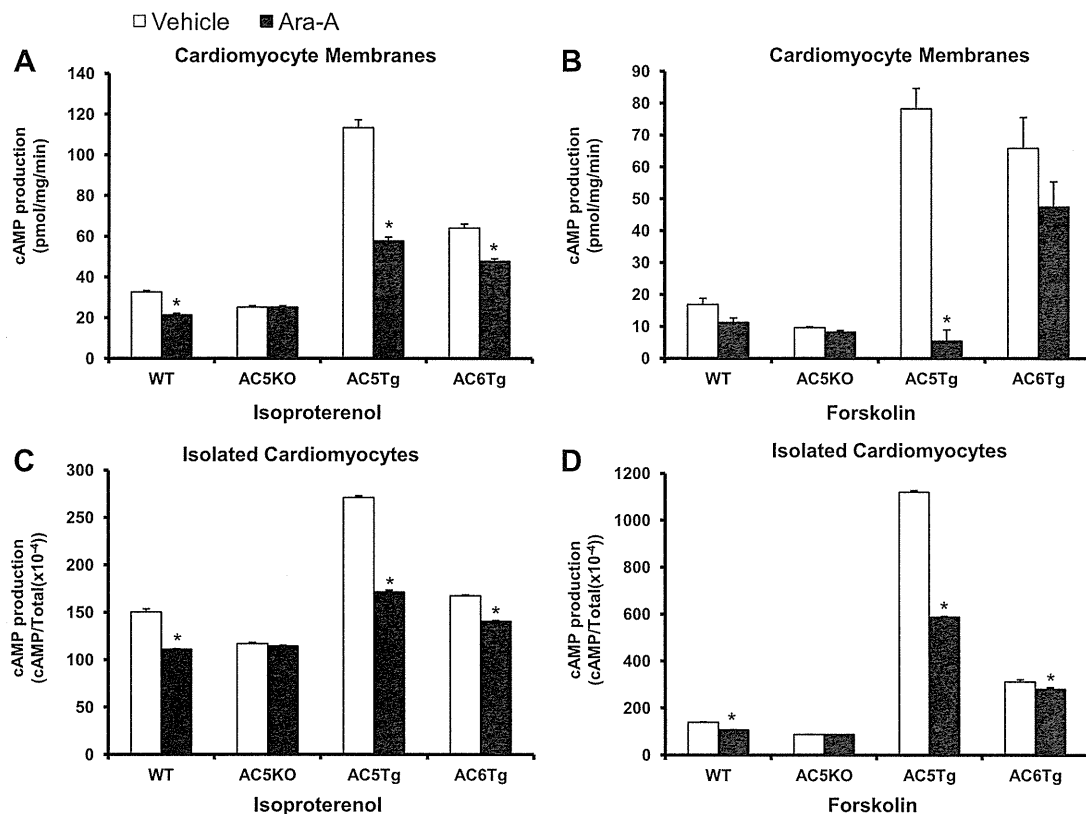 Vehicle Ara-A
A
Cardiomyocyte Membranes
cAMP production
(pmol/mg/min)
140
120
100
80
60
40
20
0
*
*
*
WT AC5KO AC5Tg AC6Tg
Isoproterenol
B
Cardiomyocyte Membranes
cAMP production
(pmol/mg/min)
90
80
70
60
50
40
30
20
10
0
*
WT AC5KO AC5Tg AC6Tg
Forskolin
C
Isolated Cardiomyocytes
cAMP production
(cAMP/Total(x10⁻⁴))
300
250
200
150
100
50
0
*
*
*
WT AC5KO AC5Tg AC6Tg
Isoproterenol
D
Isolated Cardiomyocytes
cAMP production
(cAMP/Total(x10⁻⁴))
1200
1000
800
600
400
200
0
*
*
*
WT AC5KO AC5Tg AC6Tg
Forskolin